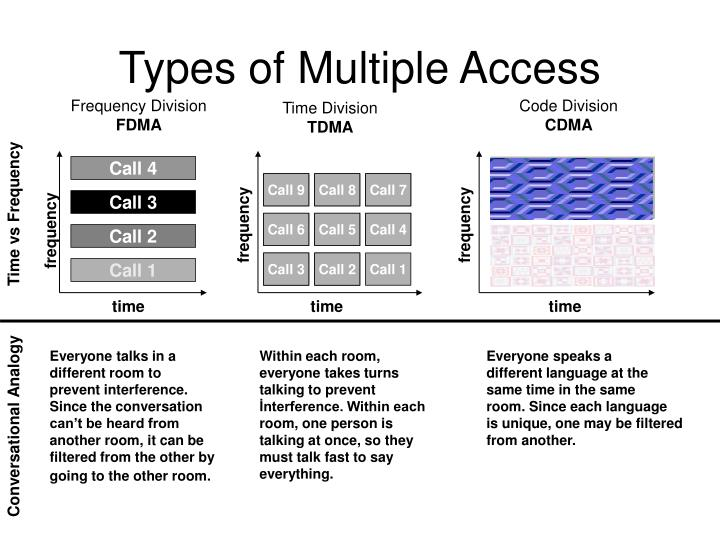 Types of Multiple Access
Frequency Division
FDMA
Time Division
TDMA
Code Division
CDMA
Time vs Frequency
frequency
Call 4
Call 3
Call 2
Call 1
time
frequency
Call 9 Call 8 Call 7
Call 6 Call 5 Call 4
Call 3 Call 2 Call 1
time
frequency
time
Conversational Analogy
Everyone talks in a
different room to
prevent interference.
Since the conversation
can’t be heard from
another room, it can be
filtered from the other by
going to the other room.
Within each room,
everyone takes turns
talking to prevent
İnterference. Within each
room, one person is
talking at once, so they
must talk fast to say
everything.
Everyone speaks a
different language at the
same time in the same
room. Since each language
is unique, one may be filtered
from another.